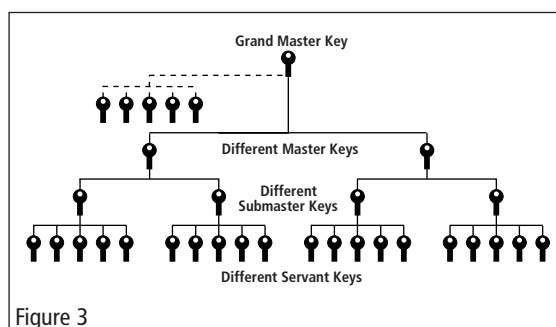 Grand Master Key
Different Master Keys
Different
Submaster Keys
Different Servant Keys
Figure 3